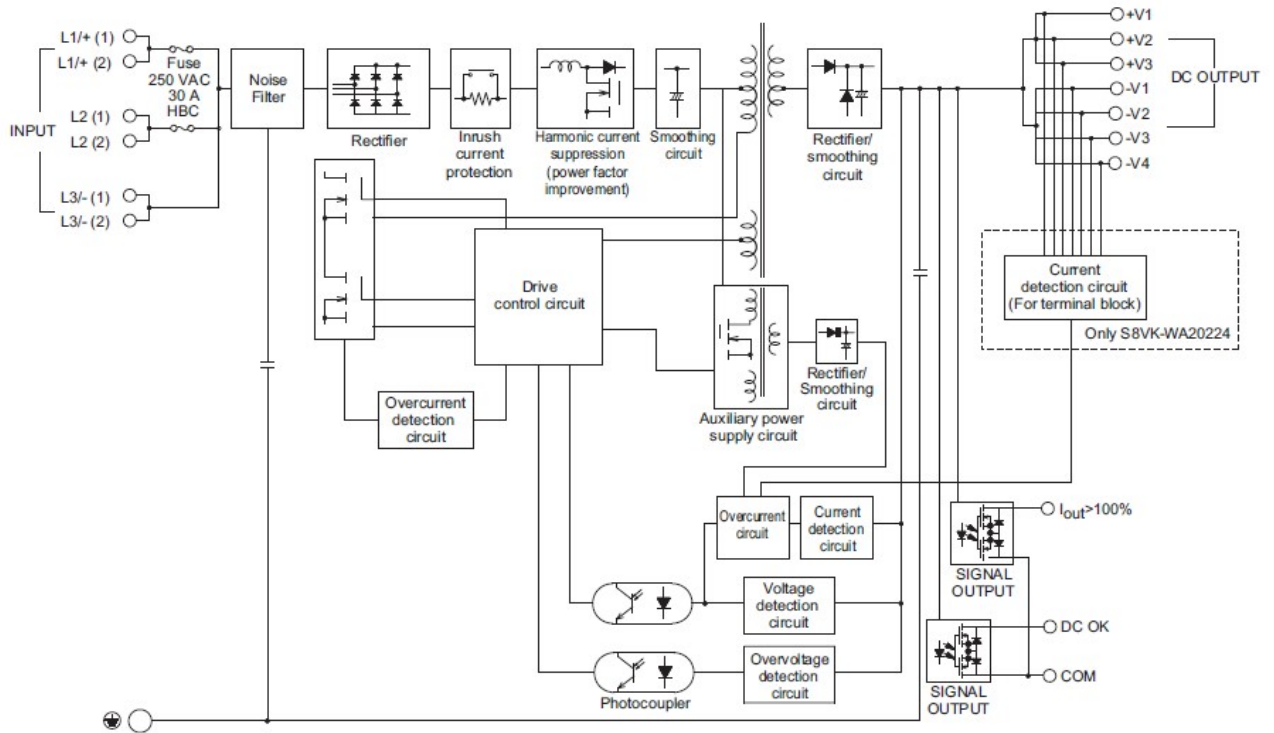 L1/+ (1)
L1/+ (2)
Fuse
250 VAC
30 A
HBC
INPUT
L2 (1)
L2 (2)
L3/- (1)
L3/- (2)
Noise
Filter
Rectifier
Inrush
current
protection
Harmonic current
suppression
(power factor
improvement)
Smoothing
circuit
Rectifier/
smoothing
circuit
+V1
+V2
+V3
-V1
-V2
-V3
-V4
DC OUTPUT
Current
detection circuit
(For terminal block)
Only S8VK-WA20224
Drive
control circuit
Overcurrent
detection
circuit
Auxiliary power
supply circuit
Rectifier/
Smoothing
circuit
Overcurrent
circuit
Current
detection
circuit
Iout>100%
SIGNAL
OUTPUT
Voltage
detection
circuit
DC OK
COM
SIGNAL
OUTPUT
Overvoltage
detection
circuit
Photocoupler